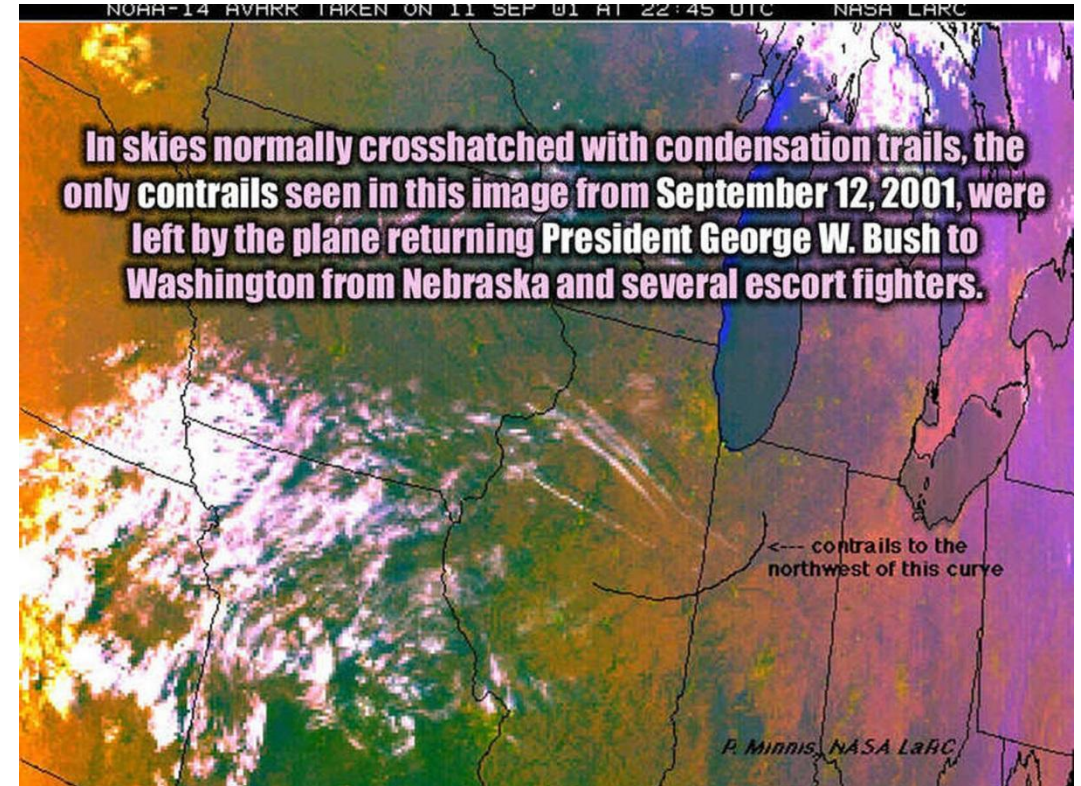 NOAA-14 AVHRR TAKEN ON 11 SEP 01 AT 22:45 UTC NASA LARC
In skies normally crosshatched with condensation trails, the
only contrails seen in this image from September 12, 2001, were
left by the plane returning President George W. Bush to
Washington from Nebraska and several escort fighters.
<--- contrails to the
northwest of this curve
P. Minnis, NASA LaRC